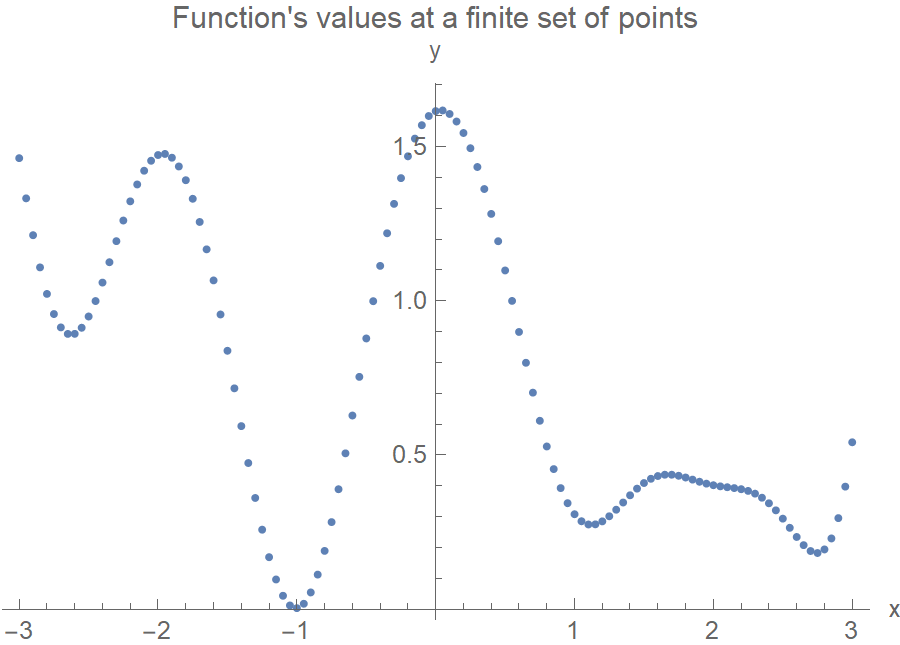 Function's values at a finite set of points
y
1.5
1.0
0.5
−3 −2 −1 1 2 3 x